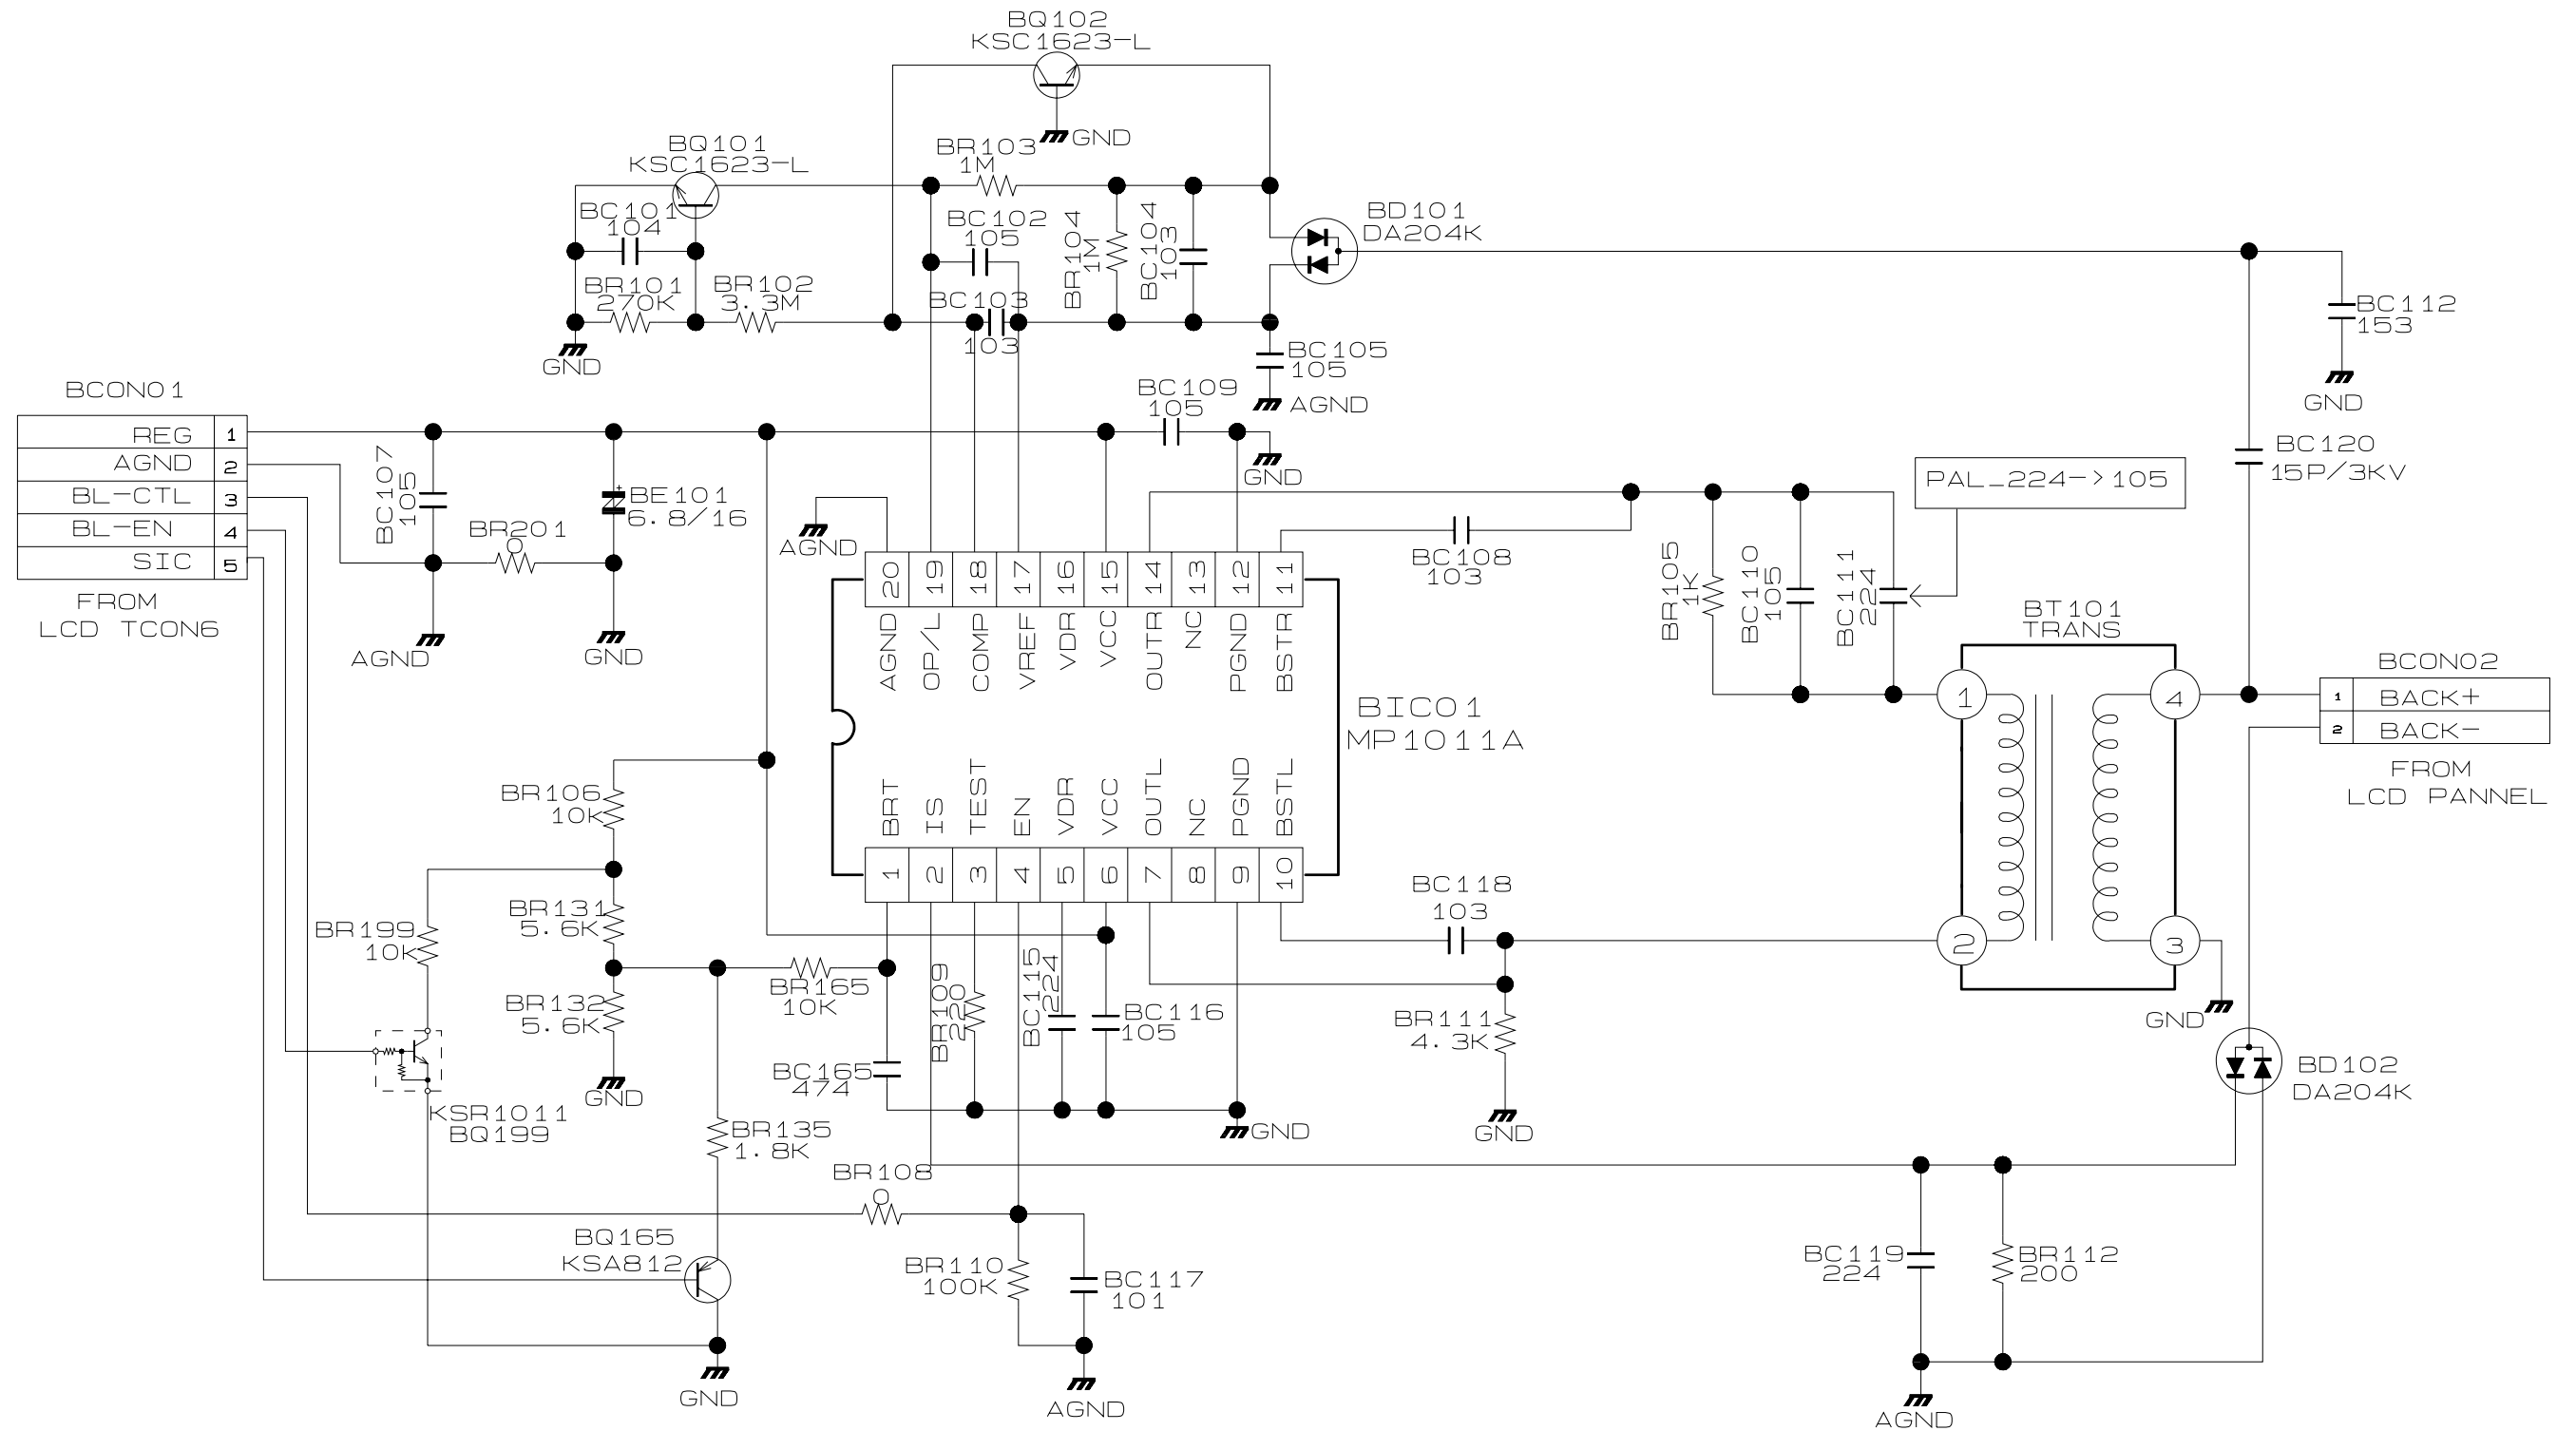 BQ102
KSC1623-L
GND
BQ101
KSC1623-L
BR103
1M
BC101
104
BC102
105
BR104
1M
BC104
103
BD101
DA204K
BR101
270K
BR102
3.3M
BC103
103
GND
BC105
105
AGND
BC112
153
GND
BCON01
REG 1
AGND 2
BL-CTL 3
BL-EN 4
SIC 5
FROM
LCD TCON6
BC107
105
BR201
0
BE101
+
6.8/16
AGND
GND
BC109
105
GND
AGND
BC108
103
BR105
1K
BC110
105
BC111
224
PAL_224->105
BC120
15P/3KV
20 19 18 17 16 15 14 13 12 11
AGND OP/L COMP VREF VDR VCC OUTR NC PGND BSTR
BIC01
MP1011A
BRT IS TEST EN VDR VCC OUTL NC PGND BSTL
1 2 3 4 5 6 7 8 9 10
BT101
TRANS
1
4
2
3
GND
BCON02
1 BACK+
2 BACK-
FROM
LCD PANNEL
BR106
10K
BR199
10K
BR131
5.6K
BR132
5.6K
GND
BR165
10K
BC165
474
BR109
220
BC115
224
BC116
105
GND
BC118
103
BR111
4.3K
GND
BD102
DA204K
KSR1011
BQ199
BR135
1.8K
BR108
0
BQ165
KSA812
GND
BR110
100K
BC117
101
AGND
BC119
224
BR112
200
AGND